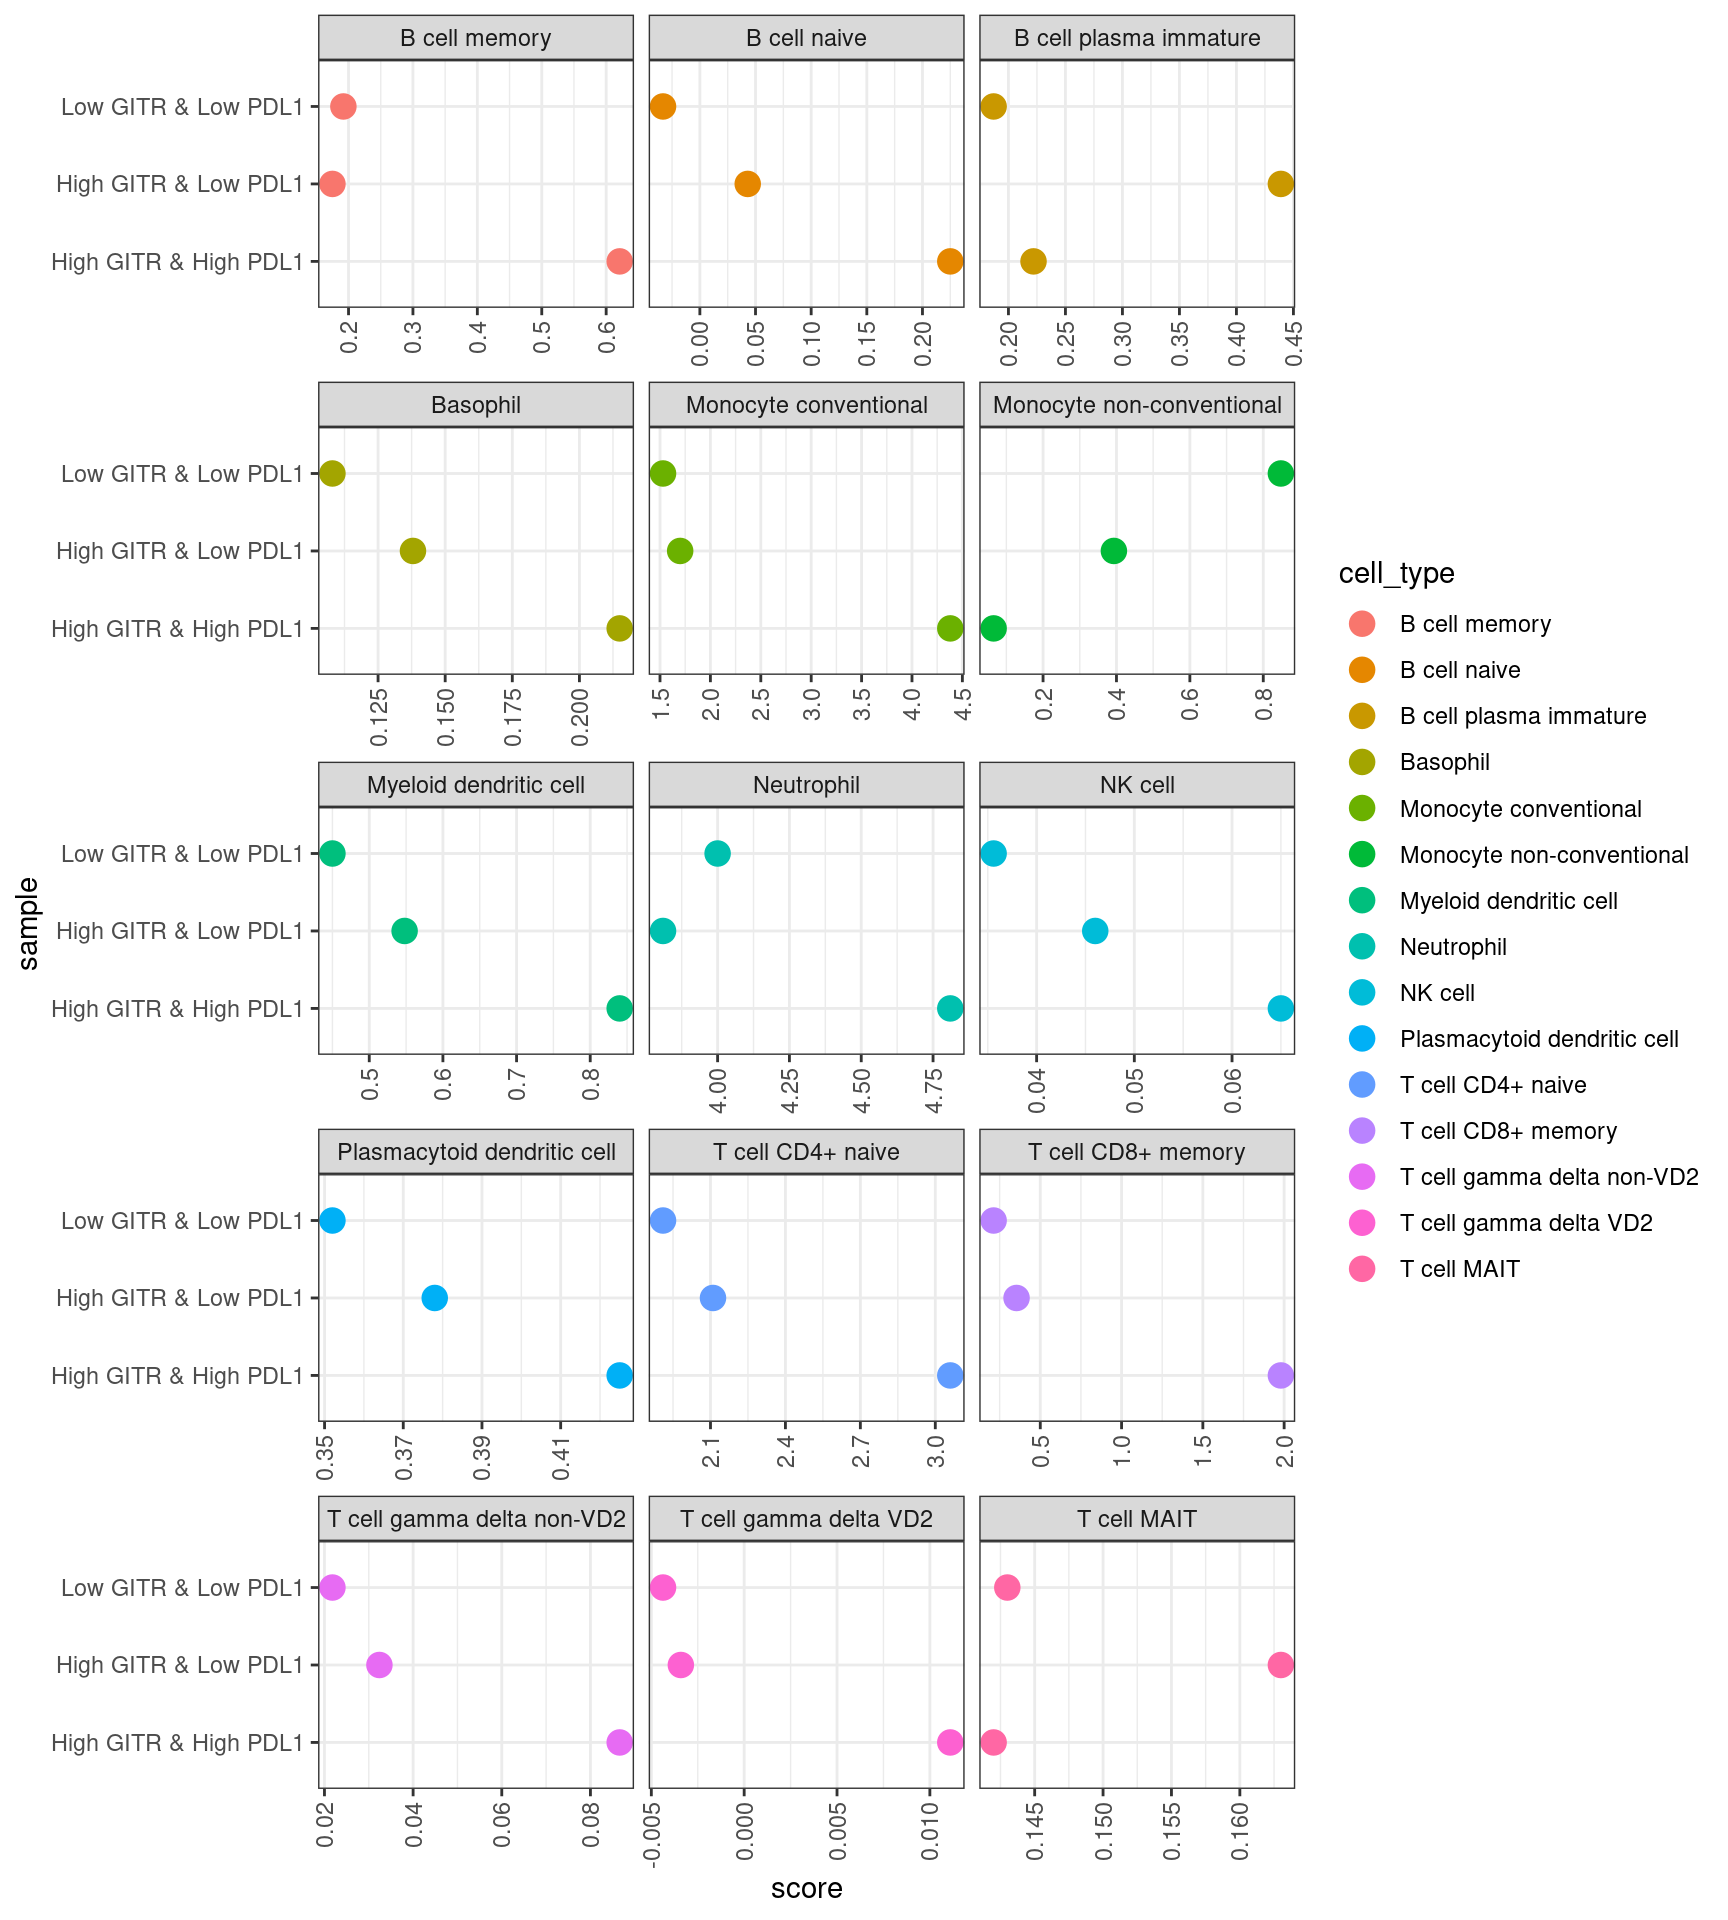 B cell memory B cell naive B cell plasma immature
Low GITR & Low PDL1
High GITR & Low PDL1
High GITR & High PDL1
0.2 0.3 0.4 0.5 0.6 0.00 0.05 0.10 0.15 0.20 0.20 0.25 0.30 0.35 0.40 0.45
Basophil Monocyte conventional Monocyte non-conventional
Low GITR & Low PDL1
High GITR & Low PDL1
High GITR & High PDL1
0.125 0.150 0.175 0.200 1.5 2.0 2.5 3.0 3.5 4.0 4.5 0.2 0.4 0.6 0.8
Myeloid dendritic cell Neutrophil NK cell
Low GITR & Low PDL1
High GITR & Low PDL1
High GITR & High PDL1
0.5 0.6 0.7 0.8 4.00 4.25 4.50 4.75 0.04 0.05 0.06
Plasmacytoid dendritic cell T cell CD4+ naive T cell CD8+ memory
Low GITR & Low PDL1
High GITR & Low PDL1
High GITR & High PDL1
0.35 0.37 0.39 0.41 2.1 2.4 2.7 3.0 0.5 1.0 1.5 2.0
T cell gamma delta non-VD2 T cell gamma delta VD2 T cell MAIT
Low GITR & Low PDL1
High GITR & Low PDL1
High GITR & High PDL1
0.02 0.04 0.06 0.08 -0.005 0.000 0.005 0.010 0.145 0.150 0.155 0.160
score
sample
cell_type
B cell memory
B cell naive
B cell plasma immature
Basophil
Monocyte conventional
Monocyte non-conventional
Myeloid dendritic cell
Neutrophil
NK cell
Plasmacytoid dendritic cell
T cell CD4+ naive
T cell CD8+ memory
T cell gamma delta non-VD2
T cell gamma delta VD2
T cell MAIT